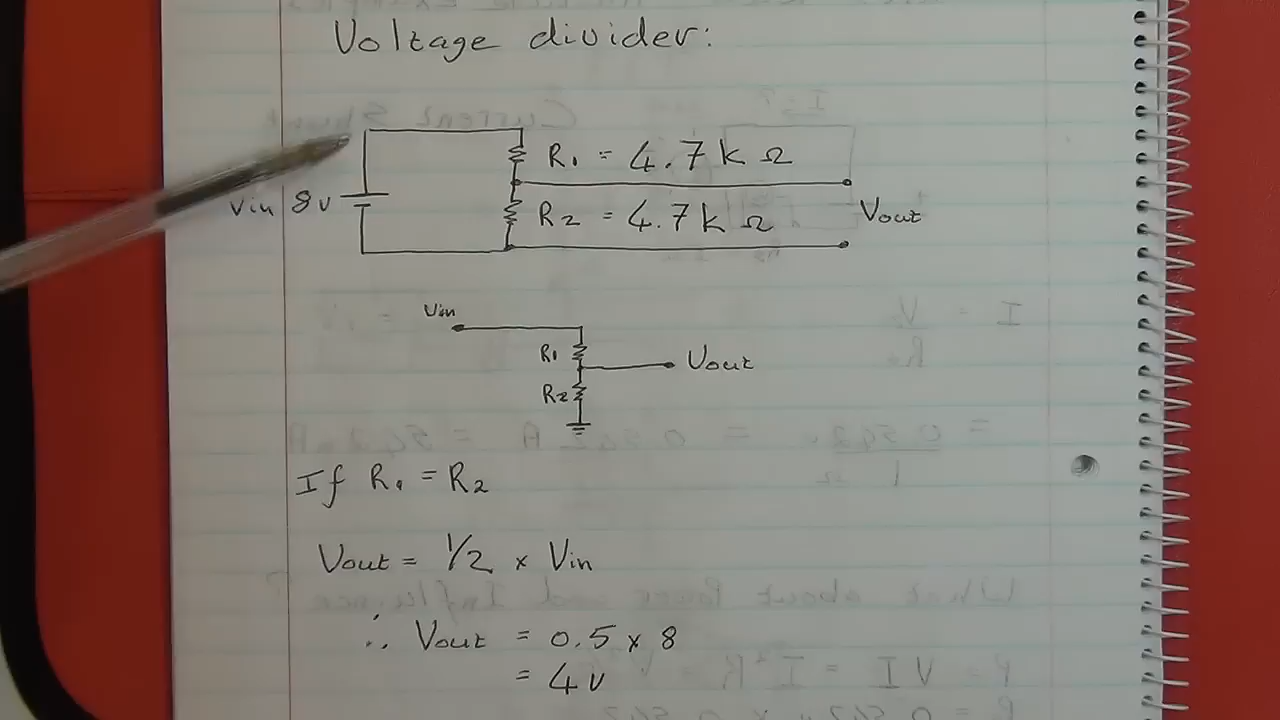 Voltage divider:
R1 = 4.7k Ω
Vin 8v
R2 = 4.7k Ω
Vout
Vin
R1
Vout
R2
If R1 = R2
Vout = 1/2 × Vin
∴ Vout = 0.5 × 8
= 4v